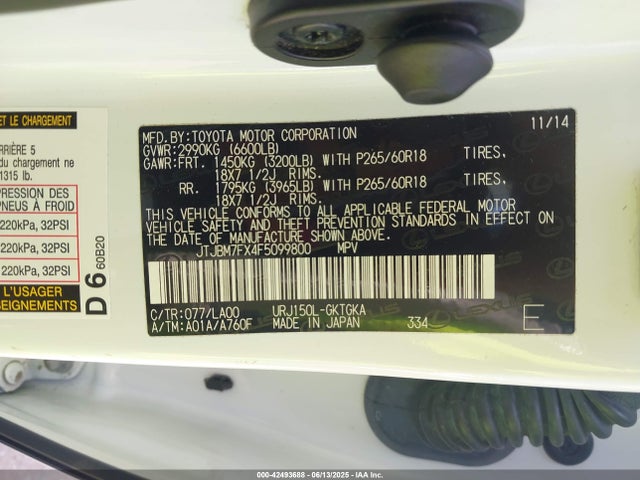 ET LE CHARGEMENT
RRIÈRE 5
du chargement ne
1315 lb.
PRESSION DES
PNEUS À FROID
220kPa, 32PSI
220kPa, 32PSI
220kPa, 32PSI
L'USAGER
D 6 60B20
11/14
MFD.BY:TOYOTA MOTOR CORPORATION
GVWR:2990KG (6600LB)
GAWR:FRT. 1450KG (3200LB) WITH P265/60R18 TIRES.
18X7 1/2J RIMS.
RR. 1795KG (3965LB) WITH P265/60R18 TIRES.
18X7 1/2J RIMS.
THIS VEHICLE CONFORMS TO ALL APPLICABLE FEDERAL MOTOR
VEHICLE SAFETY AND THEFT PREVENTION STANDARDS IN EFFECT ON
THE DATE OF MANUFACTURE SHOWN ABOVE.
JTJBM7FX4F5099800 MPV
C/TR:077/LA00 URJ150L-GKTGKA
A/TM:A01A/A760F MADE IN JAPAN 334 E
LEXUS
000-42493688 - 06/13/2025 - IAA Inc.